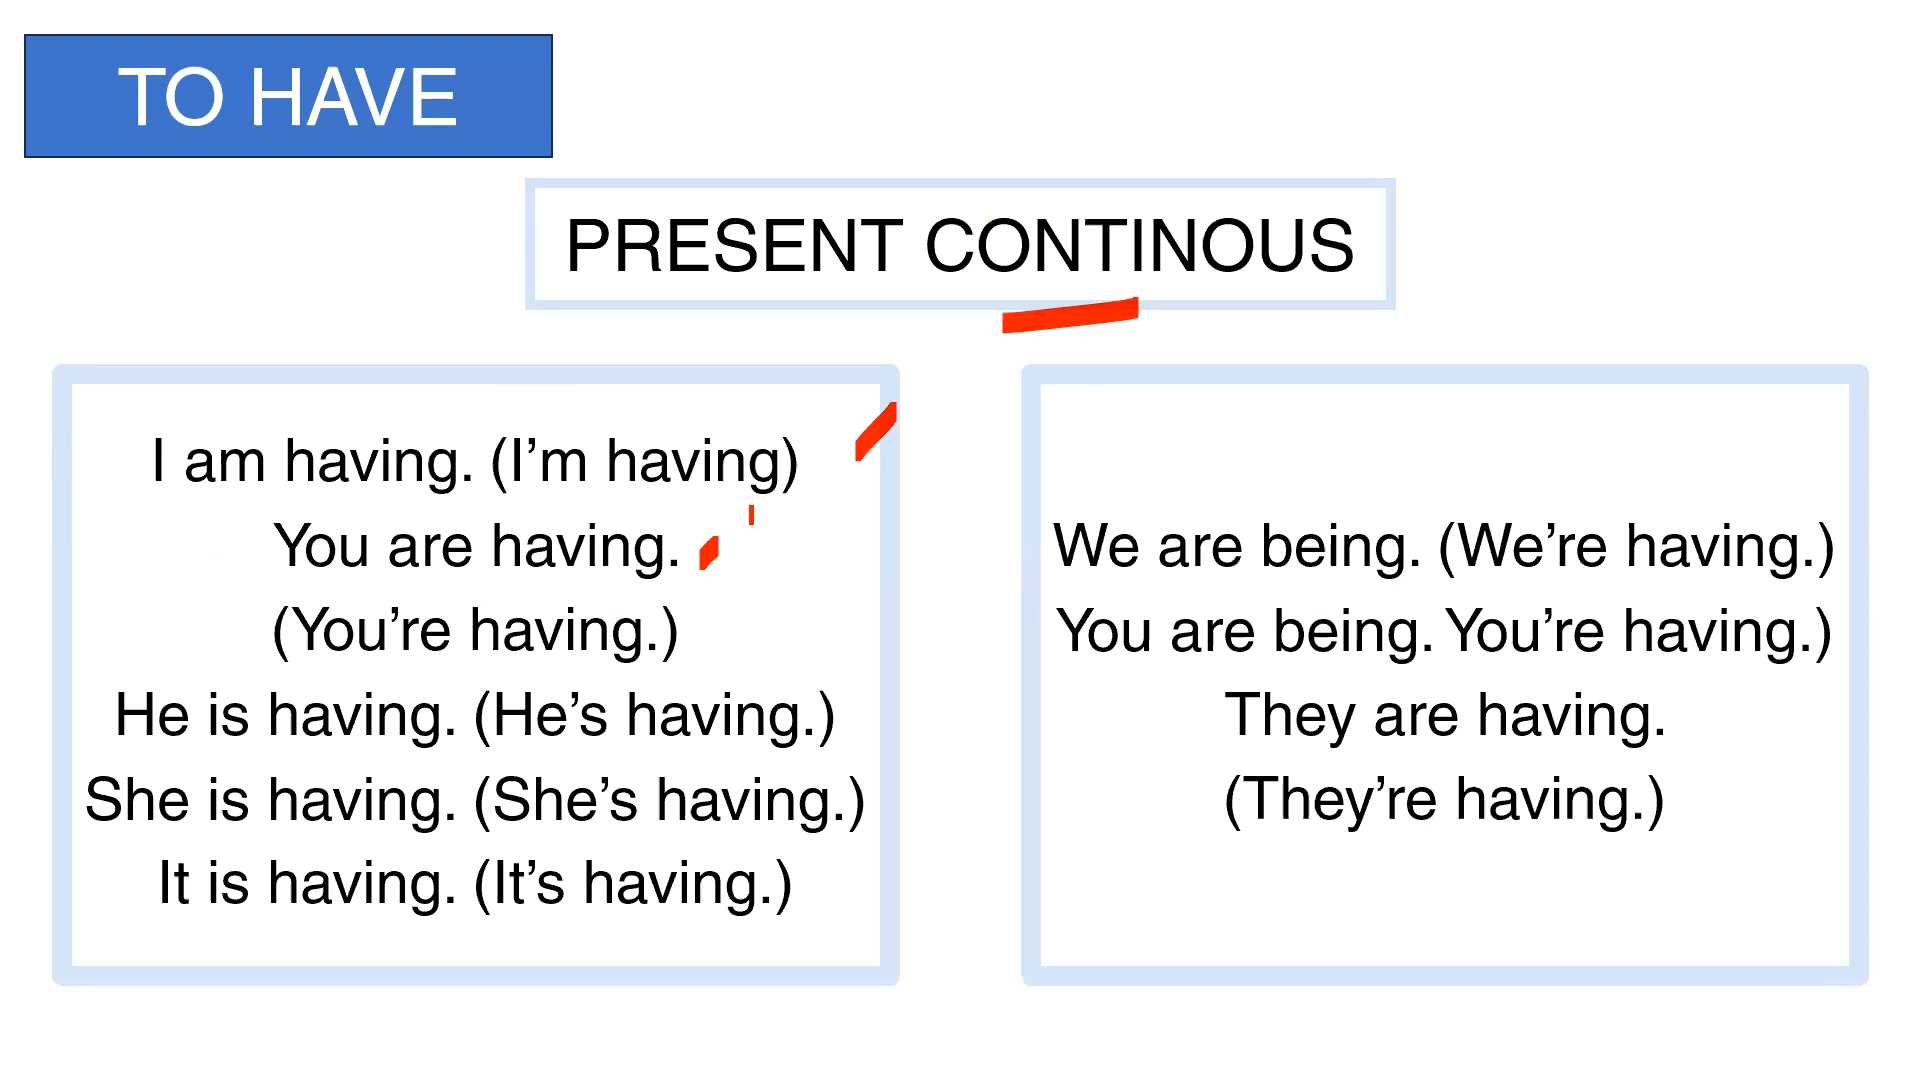 TO HAVE
PRESENT CONTINOUS
I am having. (I’m having)
You are having.
(You’re having.)
He is having. (He’s having.)
She is having. (She’s having.)
It is having. (It’s having.)
We are being. (We’re having.)
You are being. You’re having.)
They are having.
(They’re having.)